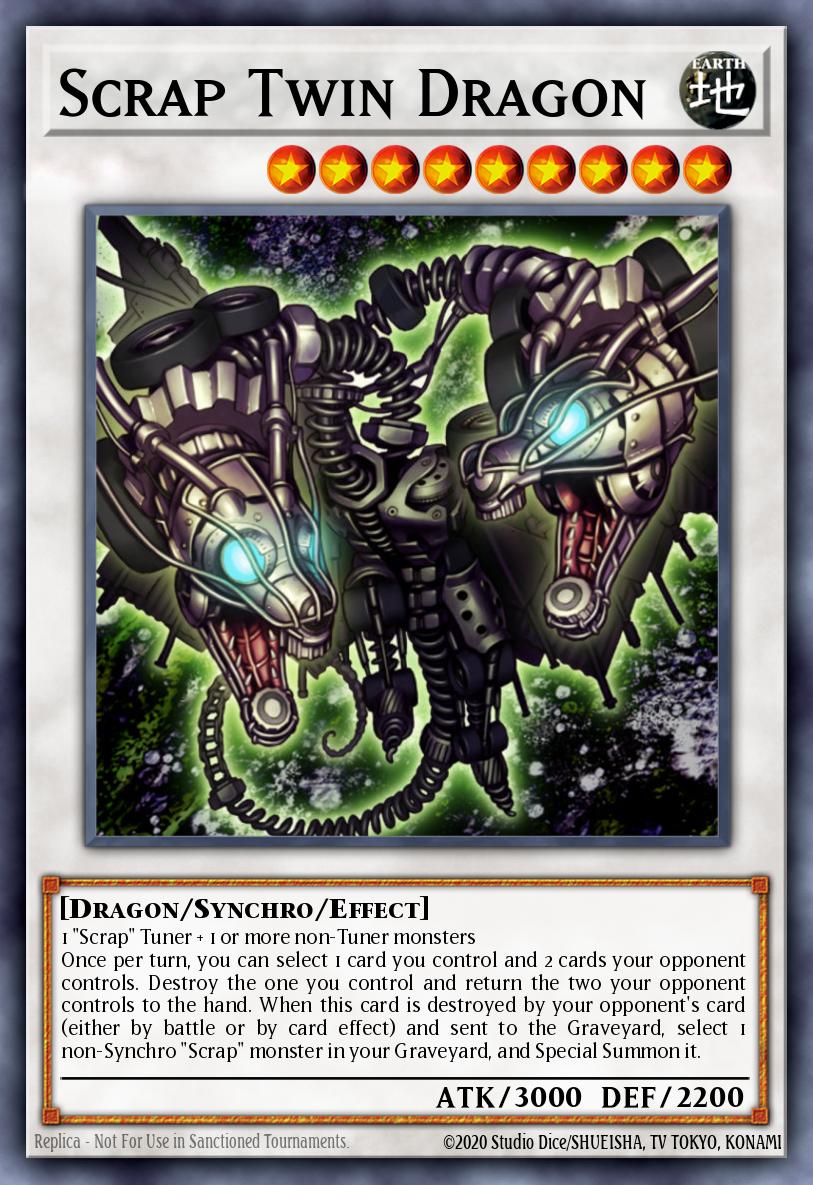 Scrap Twin Dragon
EARTH
地
[Dragon/Synchro/Effect]
1 "Scrap" Tuner + 1 or more non-Tuner monsters
Once per turn, you can select 1 card you control and 2 cards your opponent
controls. Destroy the one you control and return the two your opponent
controls to the hand. When this card is destroyed by your opponent's card
(either by battle or by card effect) and sent to the Graveyard, select 1
non-Synchro "Scrap" monster in your Graveyard, and Special Summon it.
ATK/3000 DEF/2200
Replica - Not For Use in Sanctioned Tournaments.
©2020 Studio Dice/SHUEISHA, TV TOKYO, KONAMI